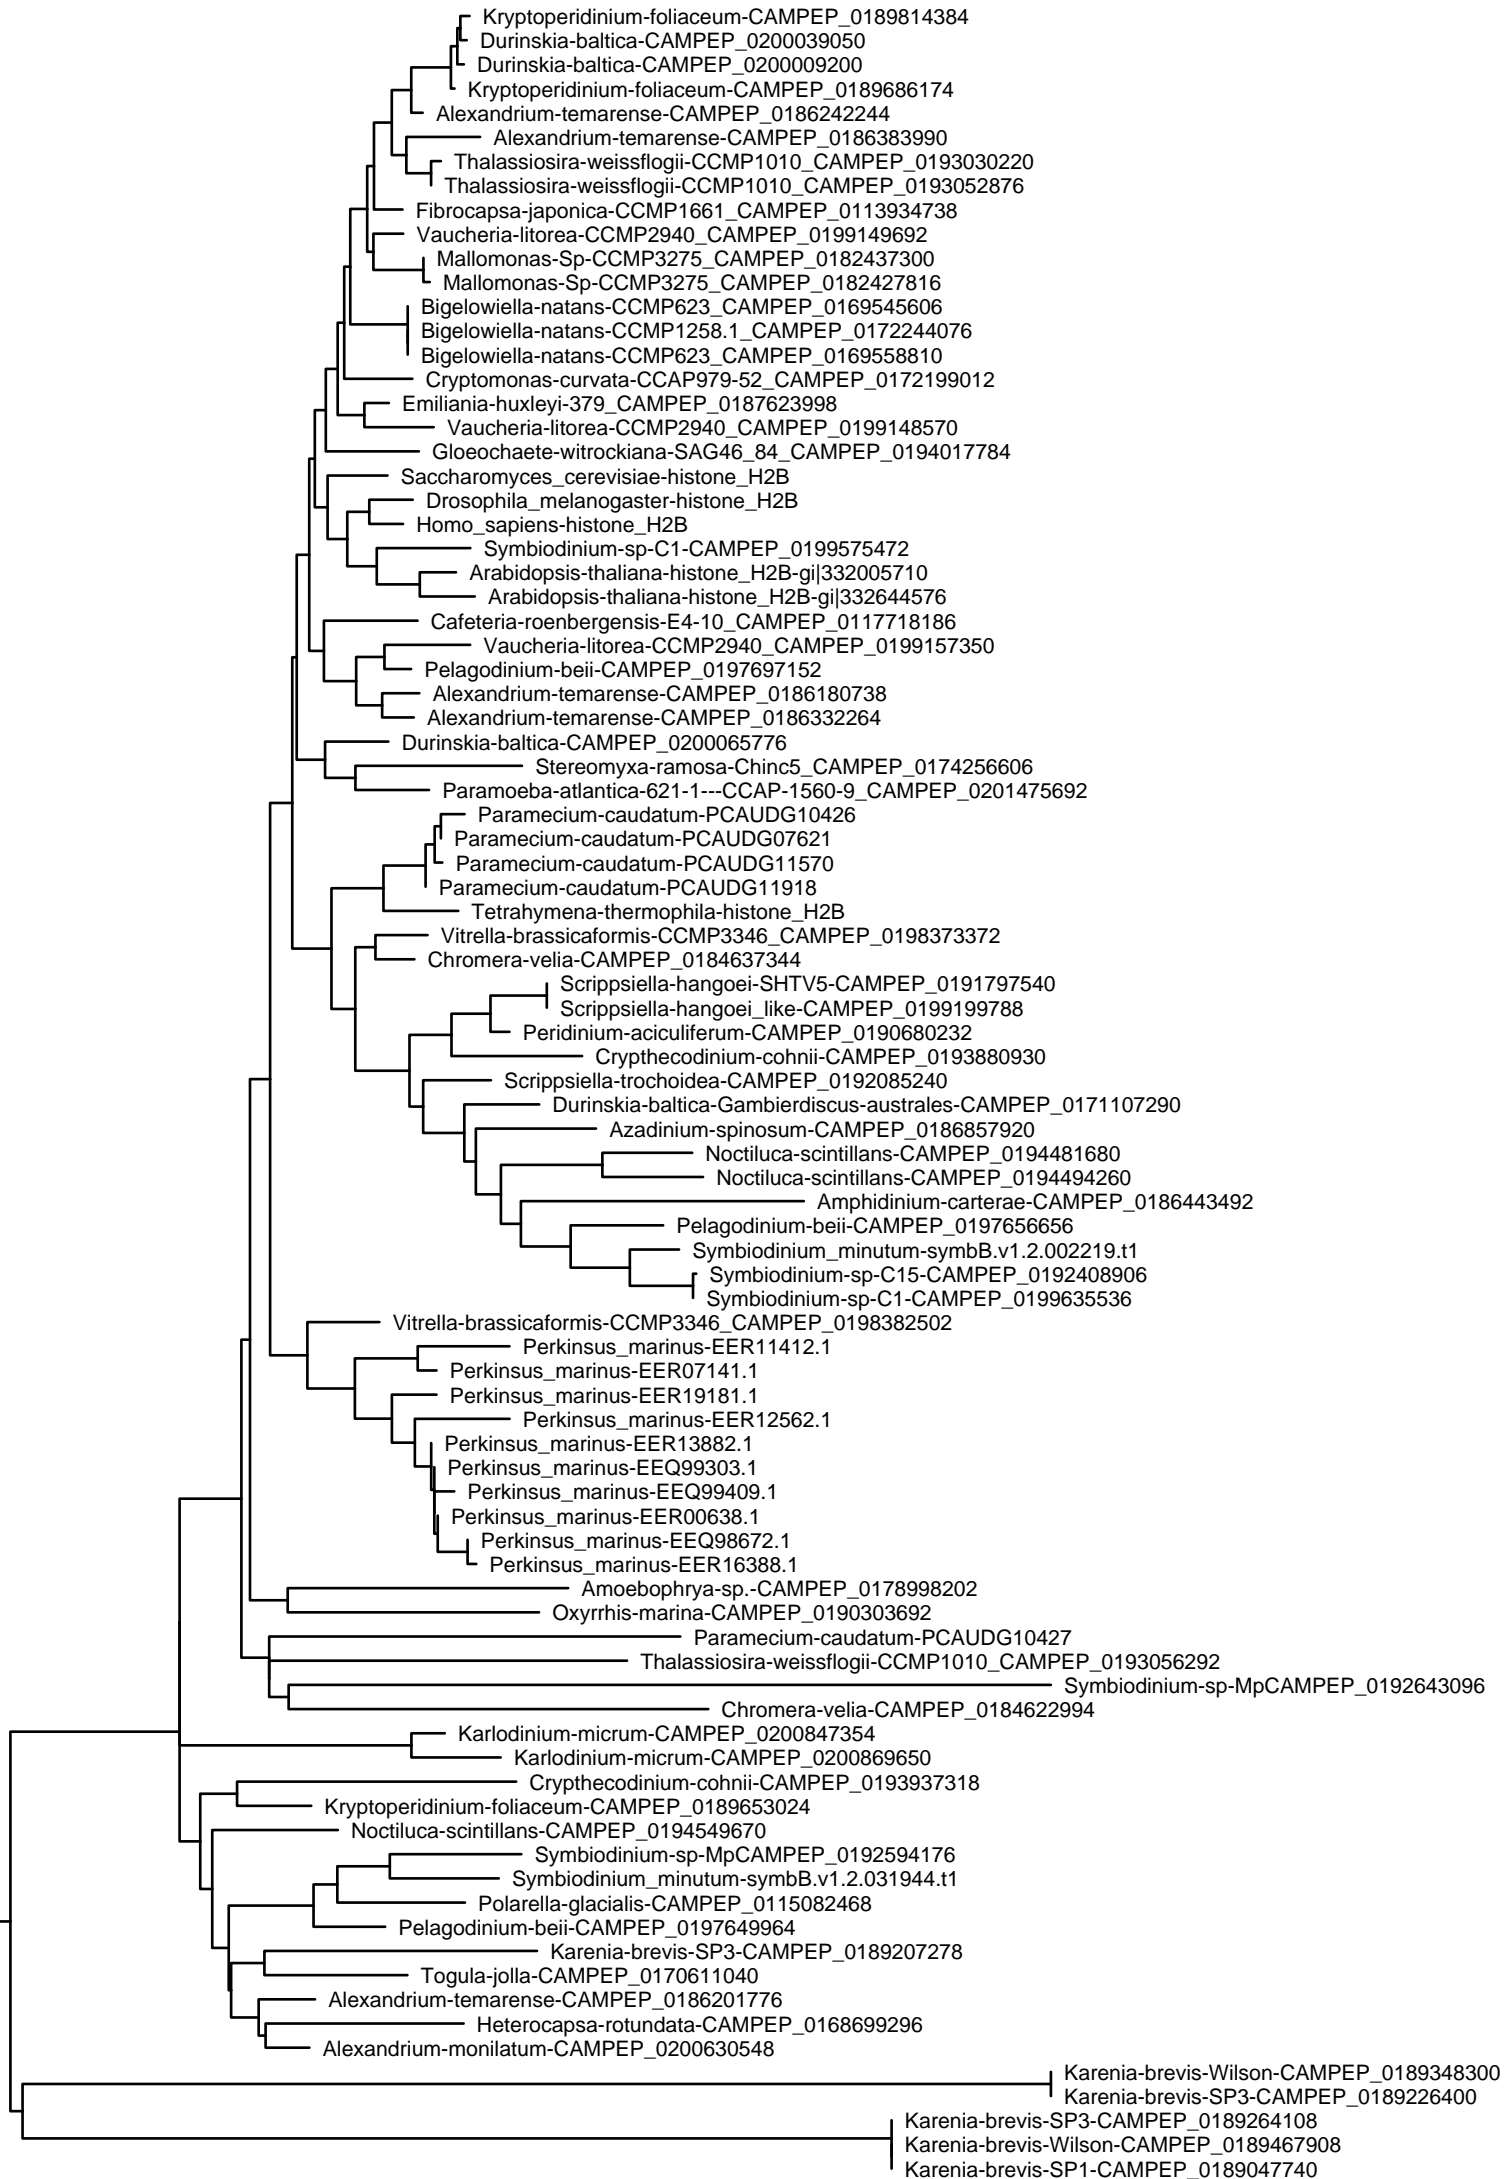 Kryptoperidinium-foliaceum-CAMPEP_0189814384
Durinskia-baltica-CAMPEP_0200039050
Durinskia-baltica-CAMPEP_0200009200
Kryptoperidinium-foliaceum-CAMPEP_0189686174
Alexandrium-temarense-CAMPEP_0186242244
Alexandrium-temarense-CAMPEP_0186383990
Thalassiosira-weissflogii-CCMP1010_CAMPEP_0193030220
Thalassiosira-weissflogii-CCMP1010_CAMPEP_0193052876
Fibrocapsa-japonica-CCMP1661_CAMPEP_0113934738
Vaucheria-litorea-CCMP2940_CAMPEP_0199149692
Mallomonas-Sp-CCMP3275_CAMPEP_0182437300
Mallomonas-Sp-CCMP3275_CAMPEP_0182427816
Bigelowiella-natans-CCMP623_CAMPEP_0169545606
Bigelowiella-natans-CCMP1258.1_CAMPEP_0172244076
Bigelowiella-natans-CCMP623_CAMPEP_0169558810
Cryptomonas-curvata-CCAP979-52_CAMPEP_0172199012
Emiliania-huxleyi-379_CAMPEP_0187623998
Vaucheria-litorea-CCMP2940_CAMPEP_0199148570
Gloeochaete-witrockiana-SAG46_84_CAMPEP_0194017784
Saccharomyces_cerevisiae-histone_H2B
Drosophila_melanogaster-histone_H2B
Homo_sapiens-histone_H2B
Symbiodinium-sp-C1-CAMPEP_0199575472
Arabidopsis-thaliana-histone_H2B-gi|332005710
Arabidopsis-thaliana-histone_H2B-gi|332644576
Cafeteria-roenbergensis-E4-10_CAMPEP_0117718186
Vaucheria-litorea-CCMP2940_CAMPEP_0199157350
Pelagodinium-beii-CAMPEP_0197697152
Alexandrium-temarense-CAMPEP_0186180738
Alexandrium-temarense-CAMPEP_0186332264
Durinskia-baltica-CAMPEP_0200065776
Stereomyxa-ramosa-Chinc5_CAMPEP_0174256606
Paramoeba-atlantica-621-1---CCAP-1560-9_CAMPEP_0201475692
Paramecium-caudatum-PCAUDG10426
Paramecium-caudatum-PCAUDG07621
Paramecium-caudatum-PCAUDG11570
Paramecium-caudatum-PCAUDG11918
Tetrahymena-thermophila-histone_H2B
Vitrella-brassicaformis-CCMP3346_CAMPEP_0198373372
Chromera-velia-CAMPEP_0184637344
Scrippsiella-hangoei-SHTV5-CAMPEP_0191797540
Scrippsiella-hangoei_like-CAMPEP_0199199788
Peridinium-aciculiferum-CAMPEP_0190680232
Crypthecodinium-cohnii-CAMPEP_0193880930
Scrippsiella-trochoidea-CAMPEP_0192085240
Durinskia-baltica-Gambierdiscus-australes-CAMPEP_0171107290
Azadinium-spinosum-CAMPEP_0186857920
Noctiluca-scintillans-CAMPEP_0194481680
Noctiluca-scintillans-CAMPEP_0194494260
Amphidinium-carterae-CAMPEP_0186443492
Pelagodinium-beii-CAMPEP_0197656656
Symbiodinium_minutum-symbB.v1.2.002219.t1
Symbiodinium-sp-C15-CAMPEP_0192408906
Symbiodinium-sp-C1-CAMPEP_0199635536
Vitrella-brassicaformis-CCMP3346_CAMPEP_0198382502
Perkinsus_marinus-EER11412.1
Perkinsus_marinus-EER07141.1
Perkinsus_marinus-EER19181.1
Perkinsus_marinus-EER12562.1
Perkinsus_marinus-EER13882.1
Perkinsus_marinus-EEQ99303.1
Perkinsus_marinus-EEQ99409.1
Perkinsus_marinus-EER00638.1
Perkinsus_marinus-EEQ98672.1
Perkinsus_marinus-EER16388.1
Amoebophrya-sp.-CAMPEP_0178998202
Oxyrrhis-marina-CAMPEP_0190303692
Paramecium-caudatum-PCAUDG10427
Thalassiosira-weissflogii-CCMP1010_CAMPEP_0193056292
Symbiodinium-sp-MpCAMPEP_0192643096
Chromera-velia-CAMPEP_0184622994
Karlodinium-micrum-CAMPEP_0200847354
Karlodinium-micrum-CAMPEP_0200869650
Crypthecodinium-cohnii-CAMPEP_0193937318
Kryptoperidinium-foliaceum-CAMPEP_0189653024
Noctiluca-scintillans-CAMPEP_0194549670
Symbiodinium-sp-MpCAMPEP_0192594176
Symbiodinium_minutum-symbB.v1.2.031944.t1
Polarella-glacialis-CAMPEP_0115082468
Pelagodinium-beii-CAMPEP_0197649964
Karenia-brevis-SP3-CAMPEP_0189207278
Togula-jolla-CAMPEP_0170611040
Alexandrium-temarense-CAMPEP_0186201776
Heterocapsa-rotundata-CAMPEP_0168699296
Alexandrium-monilatum-CAMPEP_0200630548
Karenia-brevis-Wilson-CAMPEP_0189348300
Karenia-brevis-SP3-CAMPEP_0189226400
Karenia-brevis-SP3-CAMPEP_0189264108
Karenia-brevis-Wilson-CAMPEP_0189467908
Karenia-brevis-SP1-CAMPEP_0189047740